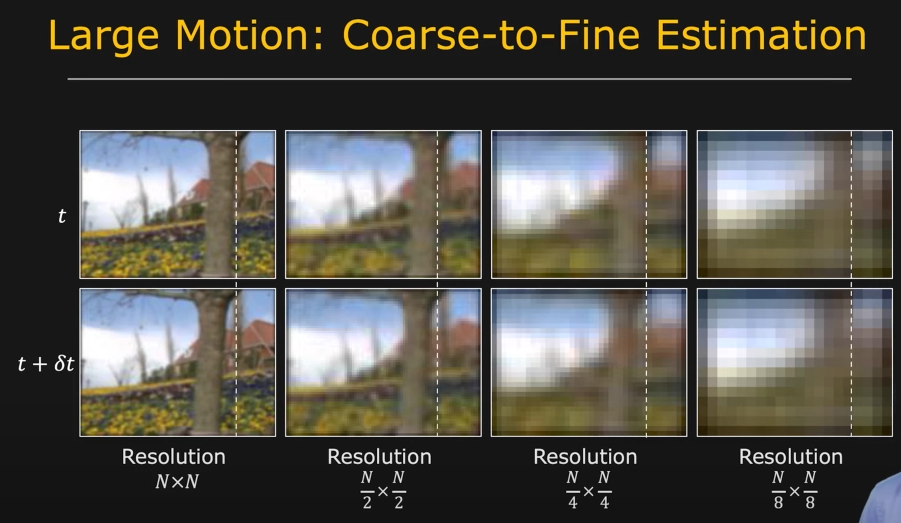 Large Motion: Coarse-to-Fine Estimation
t
t + δt
Resolution
N×N
Resolution
N/2 × N/2
Resolution
N/4 × N/4
Resolution
N/8 × N/8